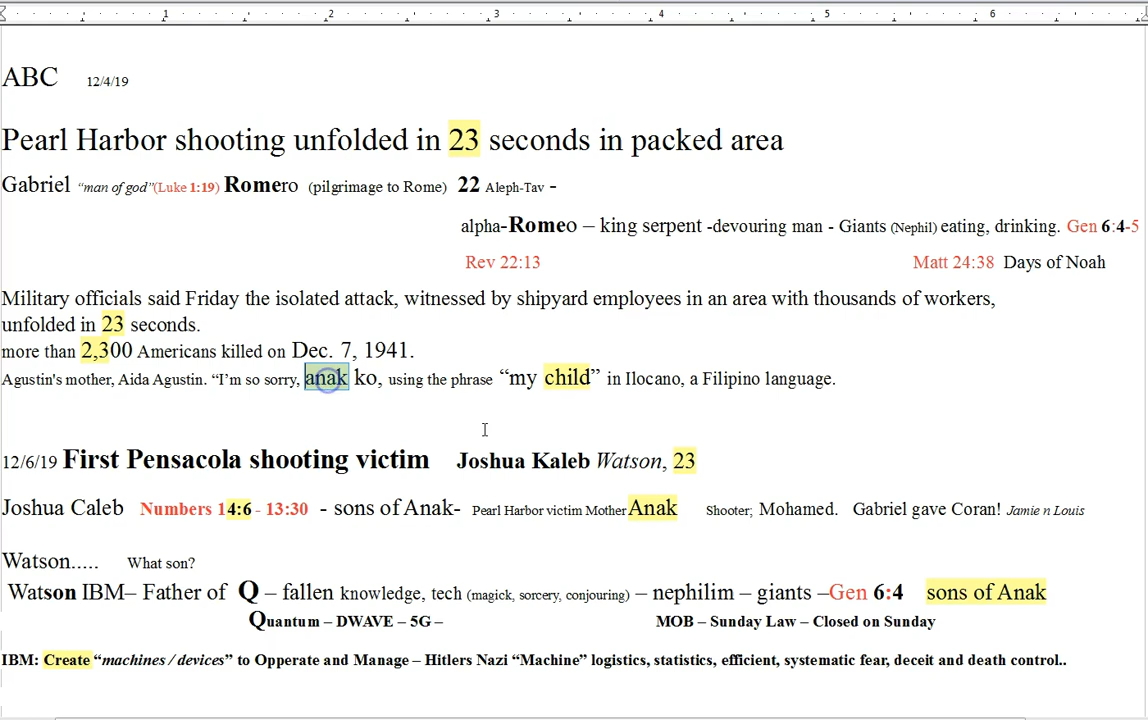 1 2 3 4 5 6
ABC 12/4/19
Pearl Harbor shooting unfolded in 23 seconds in packed area
Gabriel “man of god”(Luke 1:19) Romero (pilgrimage to Rome) 22 Aleph-Tav -
alpha-Romeo – king serpent -devouring man - Giants (Nephil) eating, drinking. Gen 6:4-5
Rev 22:13 Matt 24:38 Days of Noah
Military officials said Friday the isolated attack, witnessed by shipyard employees in an area with thousands of workers,
unfolded in 23 seconds.
more than 2,300 Americans killed on Dec. 7, 1941.
Agustin's mother, Aida Agustin. “I’m so sorry, anak ko, using the phrase “my child” in Ilocano, a Filipino language.
12/6/19 First Pensacola shooting victim Joshua Kaleb Watson, 23
Joshua Caleb Numbers 14:6 - 13:30 - sons of Anak- Pearl Harbor victim Mother Anak Shooter; Mohamed. Gabriel gave Coran! Jamie n Louis
Watson..... What son?
Watson IBM– Father of Q – fallen knowledge, tech (magick, sorcery, conjouring) – nephilim – giants –Gen 6:4 sons of Anak
Quantum – DWAVE – 5G – MOB – Sunday Law – Closed on Sunday
IBM: Create “machines / devices” to Opperate and Manage – Hitlers Nazi “Machine” logistics, statistics, efficient, systematic fear, deceit and death control..